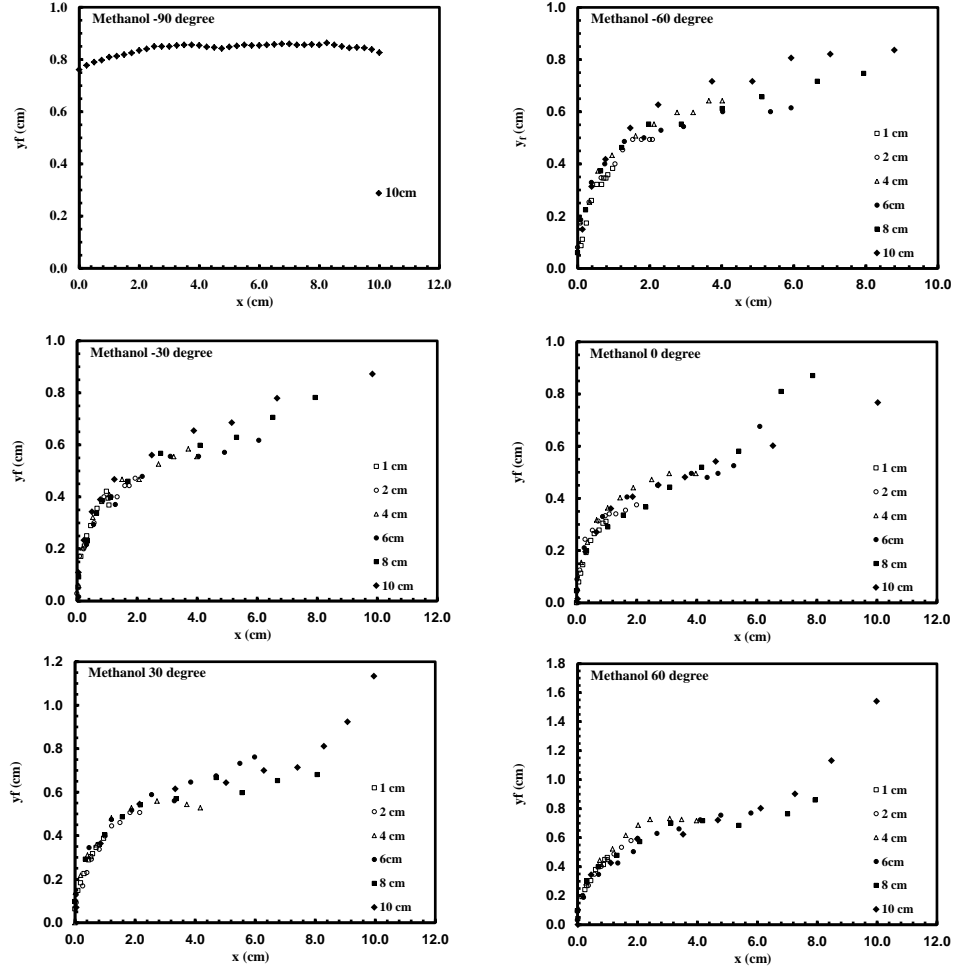 Methanol -90 degree
yf (cm)
1.0
0.8
0.6
0.4
0.2
0.0
10cm
0.0 2.0 4.0 6.0 8.0 10.0 12.0
x (cm)
Methanol -60 degree
yf (cm)
1.0
0.8
0.6
0.4
0.2
0.0
1 cm
2 cm
4 cm
6cm
8 cm
10 cm
0.0 2.0 4.0 6.0 8.0 10.0
x (cm)
Methanol -30 degree
yf (cm)
1.0
0.8
0.6
0.4
0.2
0.0
1 cm
2 cm
4 cm
6cm
8 cm
10 cm
0.0 2.0 4.0 6.0 8.0 10.0 12.0
x (cm)
Methanol 0 degree
yf (cm)
1.0
0.8
0.6
0.4
0.2
0.0
1 cm
2 cm
4 cm
6cm
8 cm
10 cm
0.0 2.0 4.0 6.0 8.0 10.0 12.0
x (cm)
Methanol 30 degree
yf (cm)
1.2
1.0
0.8
0.6
0.4
0.2
0.0
1 cm
2 cm
4 cm
6cm
8 cm
10 cm
0.0 2.0 4.0 6.0 8.0 10.0 12.0
x (cm)
Methanol 60 degree
yf (cm)
1.8
1.6
1.4
1.2
1.0
0.8
0.6
0.4
0.2
0.0
1 cm
2 cm
4 cm
6cm
8 cm
10 cm
0.0 2.0 4.0 6.0 8.0 10.0 12.0
x (cm)